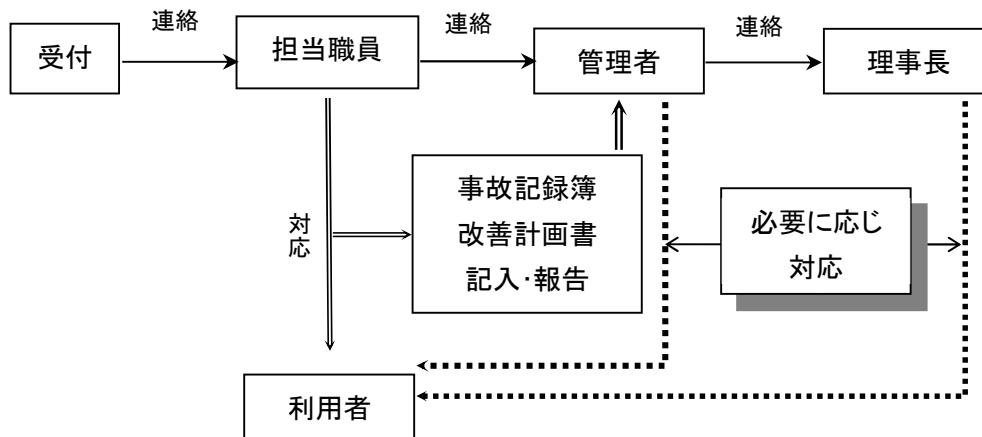 連絡
連絡
連絡
受付
担当職員
管理者
理事長
対応
事故記録簿
改善計画書
記入・報告
必要に応じ
対応
利用者